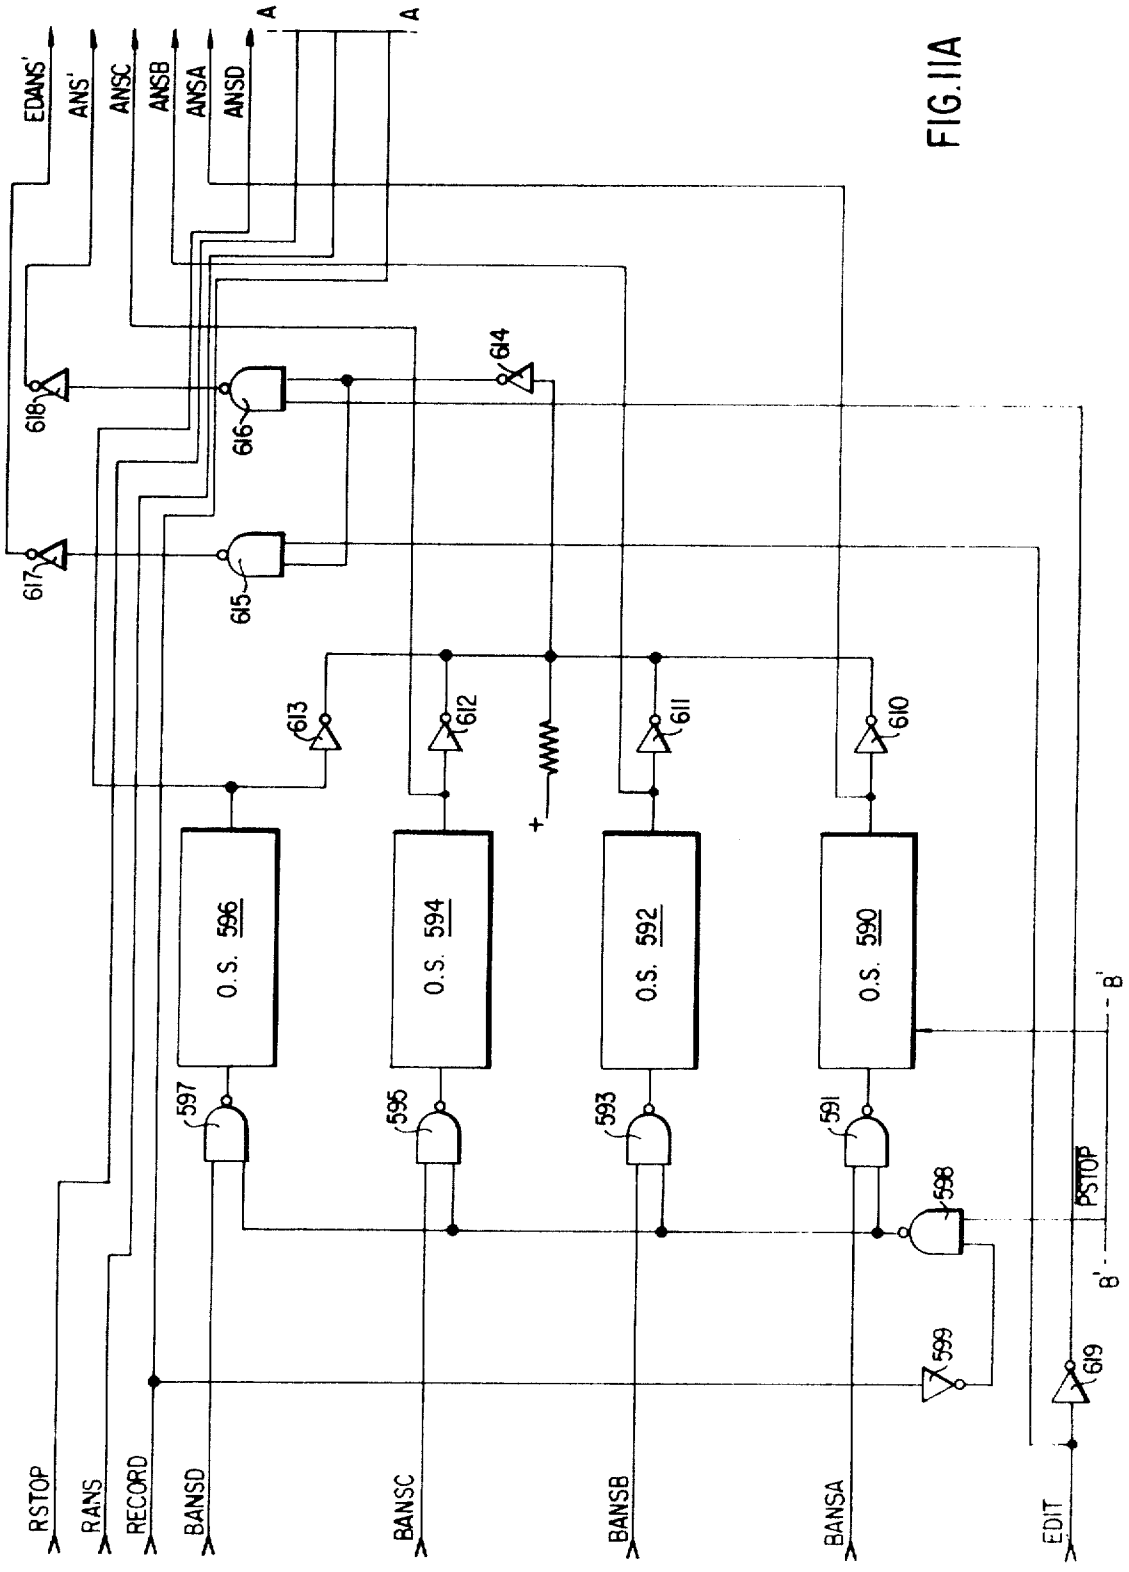 EDANS'
ANS'
ANSC
ANSB
ANSA
ANSD
A
A
FIG.11A
618
617
616
615
614
613
612
611
610
+
O.S. 596
O.S. 594
O.S. 592
O.S. 590
597
595
593
591
598
599
619
PSTOP
B'
B'
RSTOP
RANS
RECORD
BANSD
BANSC
BANSB
BANSA
EDIT